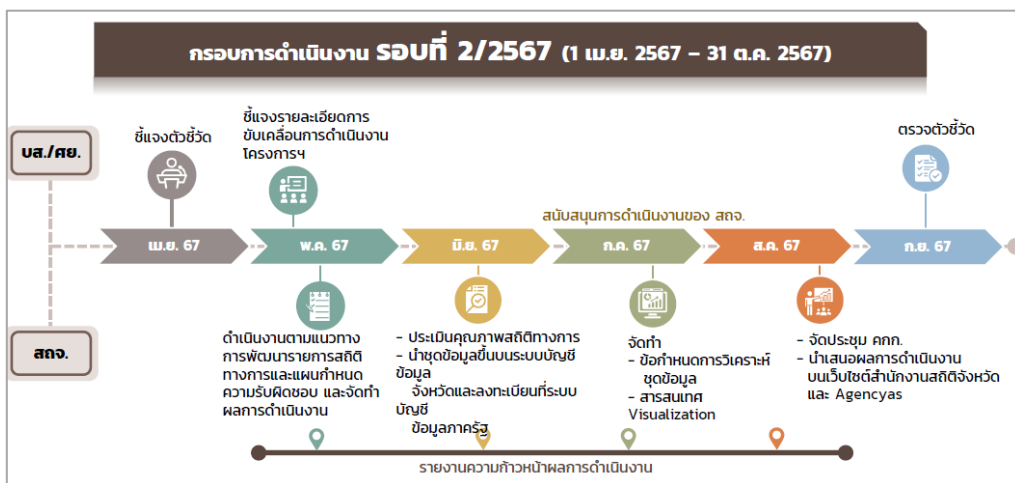 กรอบการดำเนินงาน รอบที่ 2/2567 (1 เม.ย. 2567 – 31 ต.ค. 2567)
บส./ศย.
ชี้แจงตัวชี้วัด
ชี้แจงรายละเอียดการ
ขับเคลื่อนการดำเนินงาน
โครงการฯ
ตรวจตัวชี้วัด
สนับสนุนการดำเนินงานของ สถจ.
เม.ย. 67
พ.ค. 67
มิ.ย. 67
ก.ค. 67
ส.ค. 67
ก.ย. 67
สถจ.
ดำเนินงานตามแนวทาง
การพัฒนารายการสถิติ
ทางการและแผนกำหนด
ความรับผิดชอบ และจัดทำ
ผลการดำเนินงาน
- ประเมินคุณภาพสถิติทางการ
- นำชุดข้อมูลขึ้นบนระบบบัญชี
ข้อมูล
จังหวัดและลงทะเบียนที่ระบบ
บัญชี
ข้อมูลภาครัฐ
จัดทำ
- ข้อกำหนดการวิเคราะห์
ชุดข้อมูล
- สารสนเทศ
Visualization
- จัดประชุม คกก.
- นำเสนอผลการดำเนินงาน
บนเว็บไซต์สำนักงานสถิติจังหวัด
และ Agencyas
รายงานความก้าวหน้าผลการดำเนินงาน